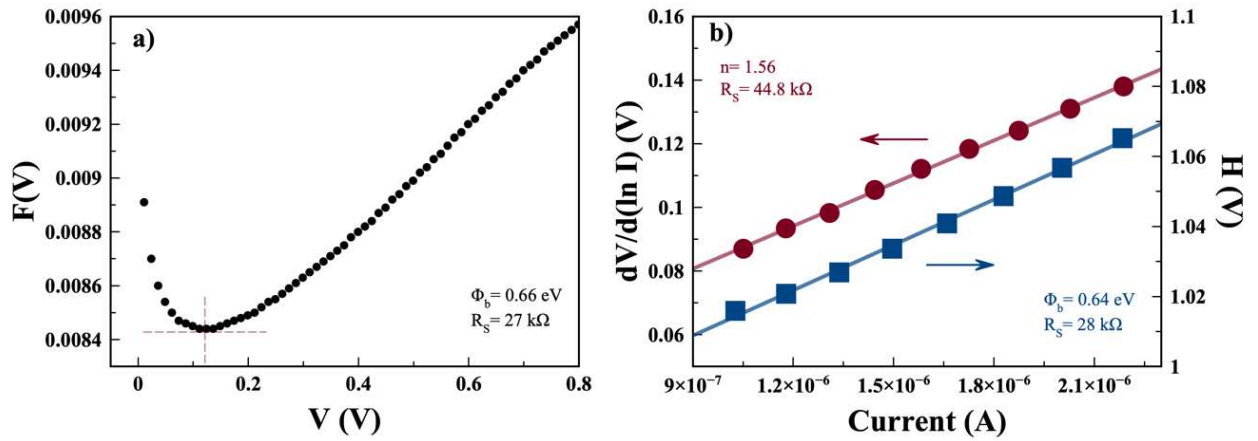 a)
0.0096
0.0094
0.0092
0.009
0.0088
0.0086
0.0084
F(V)
Φb= 0.66 eV
RS= 27 kΩ
0
0.2
0.4
0.6
0.8
V (V)
b)
0.16
0.14
0.12
0.1
0.08
0.06
dV/d(ln I) (V)
n= 1.56
RS= 44.8 kΩ
1.1
1.08
1.06
1.04
1.02
1
H (V)
Φb= 0.64 eV
RS= 28 kΩ
9×10⁻⁷
1.2×10⁻⁶
1.5×10⁻⁶
1.8×10⁻⁶
2.1×10⁻⁶
Current (A)